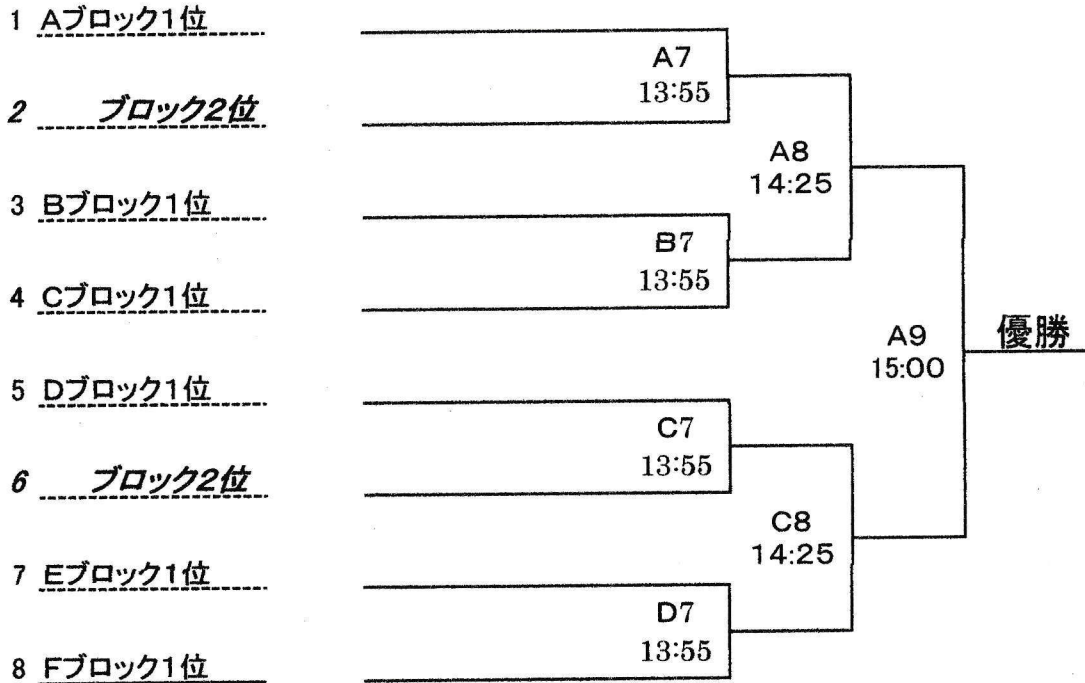 1 Aブロック1位
A7
13:55
2 ブロック2位
A8
14:25
3 Bブロック1位
B7
13:55
4 Cブロック1位
A9
15:00
優勝
5 Dブロック1位
C7
13:55
6 ブロック2位
C8
14:25
7 Eブロック1位
D7
13:55
8 Fブロック1位